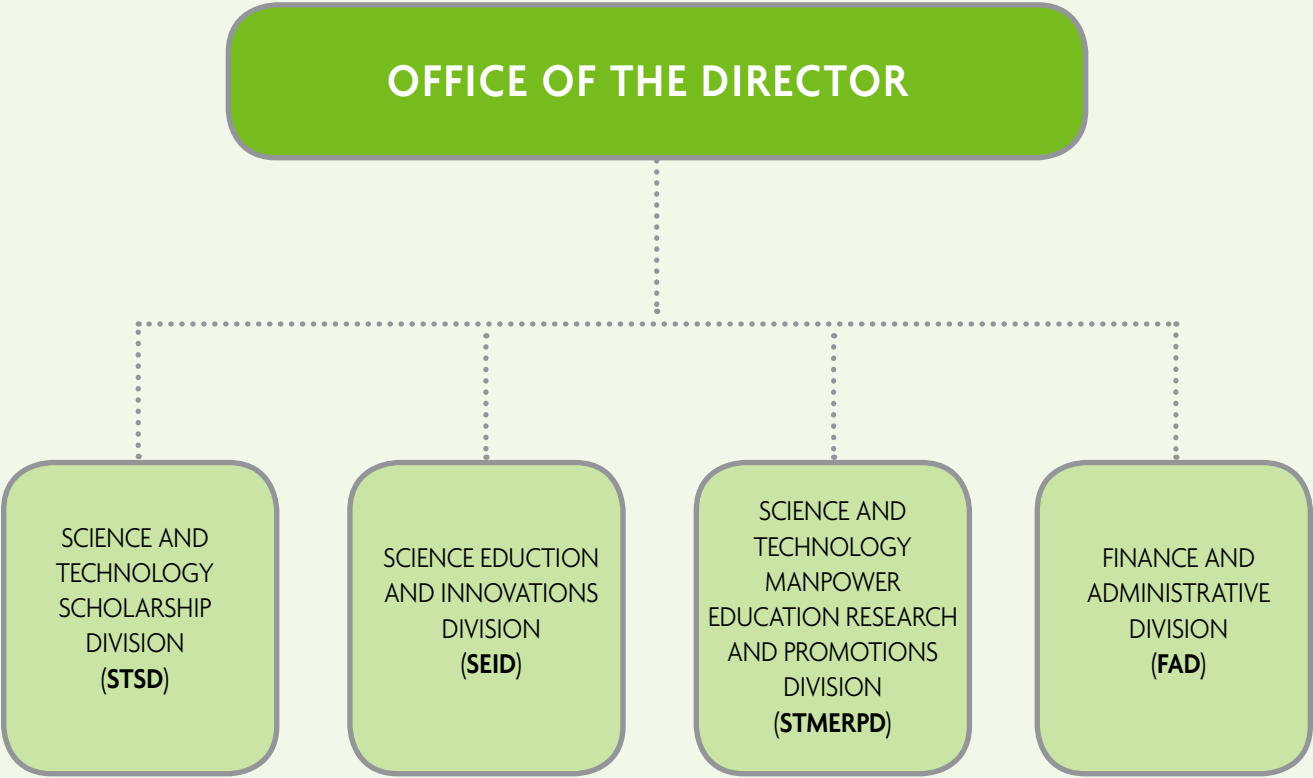 OFFICE OF THE DIRECTOR
SCIENCE AND
TECHNOLOGY
SCHOLARSHIP
DIVISION
(STSD)
SCIENCE EDUCTION
AND INNOVATIONS
DIVISION
(SEID)
SCIENCE AND
TECHNOLOGY
MANPOWER
EDUCATION RESEARCH
AND PROMOTIONS
DIVISION
(STMERPD)
FINANCE AND
ADMINISTRATIVE
DIVISION
(FAD)